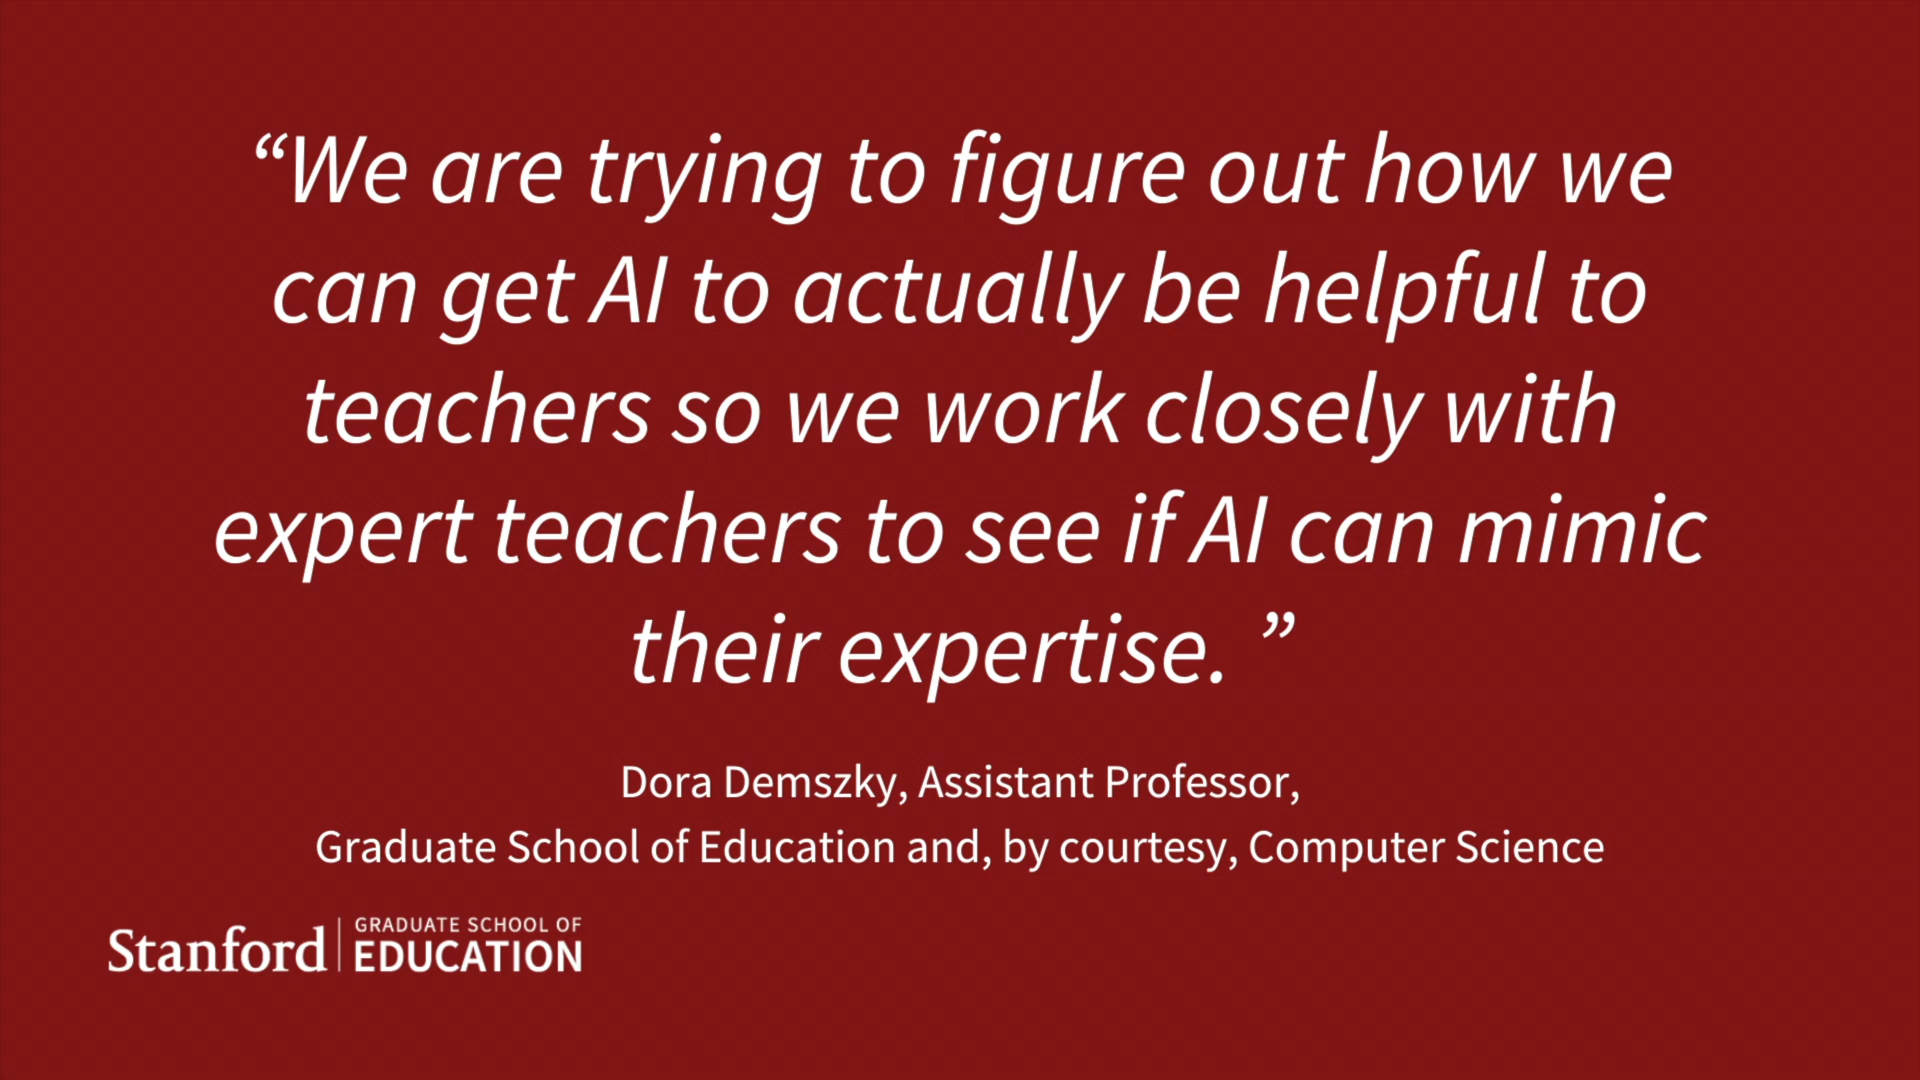 “We are trying to figure out how we
can get AI to actually be helpful to
teachers so we work closely with
expert teachers to see if AI can mimic
their expertise. ”
Dora Demszky, Assistant Professor,
Graduate School of Education and, by courtesy, Computer Science
Stanford
GRADUATE SCHOOL OF
EDUCATION